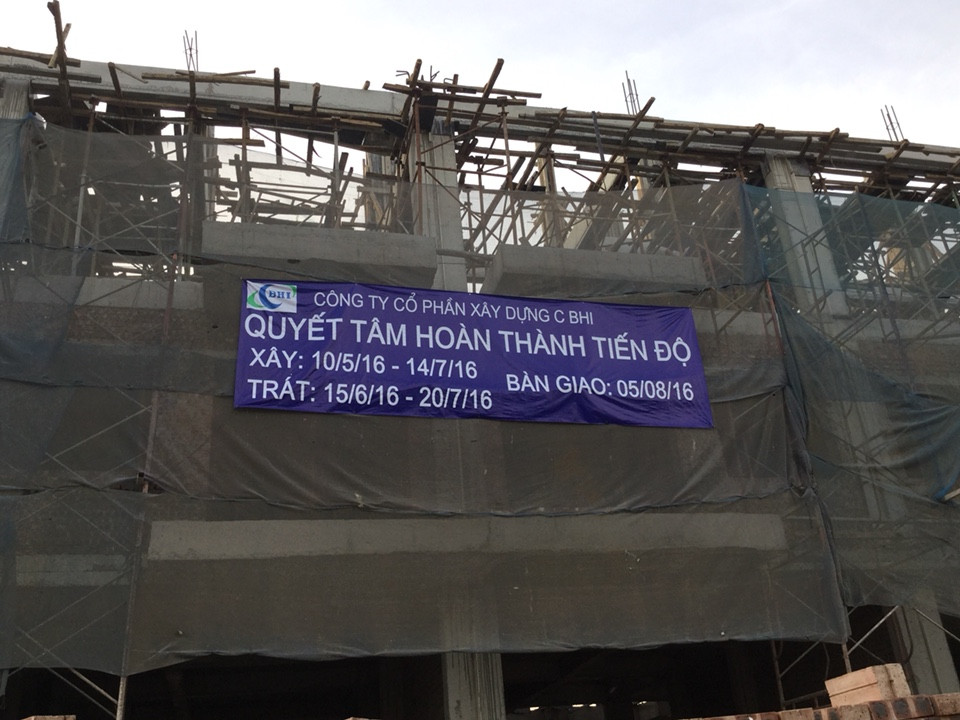 BHI
CÔNG TY CỔ PHẦN XÂY DỰNG C BHI
QUYẾT TÂM HOÀN THÀNH TIẾN ĐỘ
XÂY: 10/5/16 - 14/7/16
TRÁT: 15/6/16 - 20/7/16
BÀN GIAO: 05/08/16